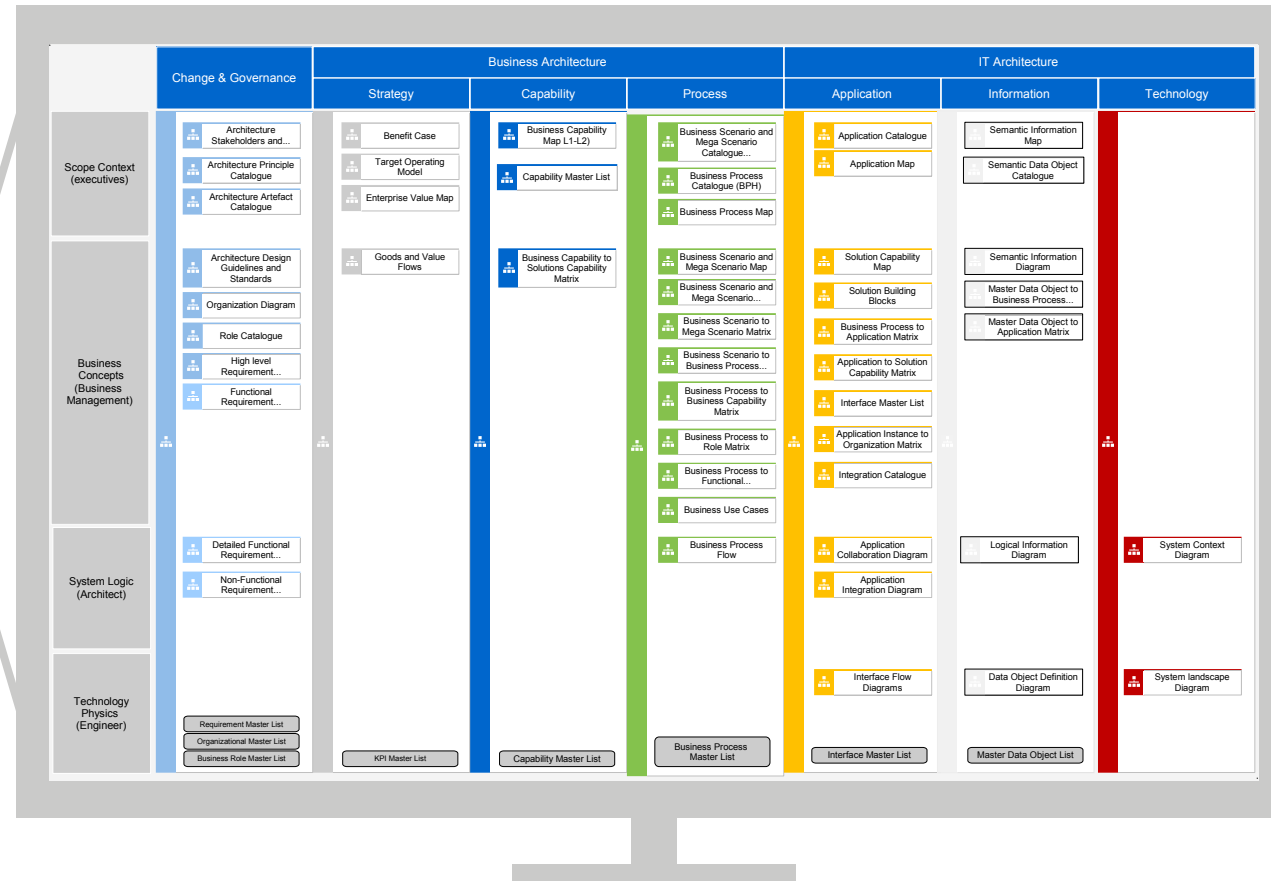 Change & Governance
Business Architecture
IT Architecture
Strategy
Capability
Process
Application
Information
Technology
Scope Context
(executives)
Architecture
Stakeholders and...
Architecture Principle
Catalogue
Architecture Artefact
Catalogue
Benefit Case
Target Operating
Model
Enterprise Value Map
Business Capability
Map L1-L2)
Capability Master List
Business Scenario and
Mega Scenario
Catalogue...
Business Process
Catalogue (BPH)
Business Process Map
Application Catalogue
Application Map
Semantic Information
Map
Semantic Data Object
Catalogue
Business
Concepts
(Business
Management)
Architecture Design
Guidelines and
Standards
Organization Diagram
Role Catalogue
High level
Requirement...
Functional
Requirement...
Goods and Value
Flows
Business Capability to
Solutions Capability
Matrix
Business Scenario and
Mega Scenario Map
Business Scenario and
Mega Scenario...
Business Scenario to
Mega Scenario Matrix
Business Scenario to
Business Process...
Business Process to
Business Capability
Matrix
Business Process to
Role Matrix
Business Process to
Functional...
Business Use Cases
Solution Capability
Map
Solution Building
Blocks
Business Process to
Application Matrix
Application to Solution
Capability Matrix
Interface Master List
Application Instance to
Organization Matrix
Integration Catalogue
Semantic Information
Diagram
Master Data Object to
Business Process...
Master Data Object to
Application Matrix
System Logic
(Architect)
Detailed Functional
Requirement...
Non-Functional
Requirement...
Business Process
Flow
Application
Collaboration Diagram
Application
Integration Diagram
Logical Information
Diagram
System Context
Diagram
Technology
Physics
(Engineer)
Requirement Master List
Organizational Master List
Business Role Master List
KPI Master List
Capability Master List
Business Process
Master List
Interface Flow
Diagrams
Interface Master List
Data Object Definition
Diagram
Master Data Object List
System landscape
Diagram